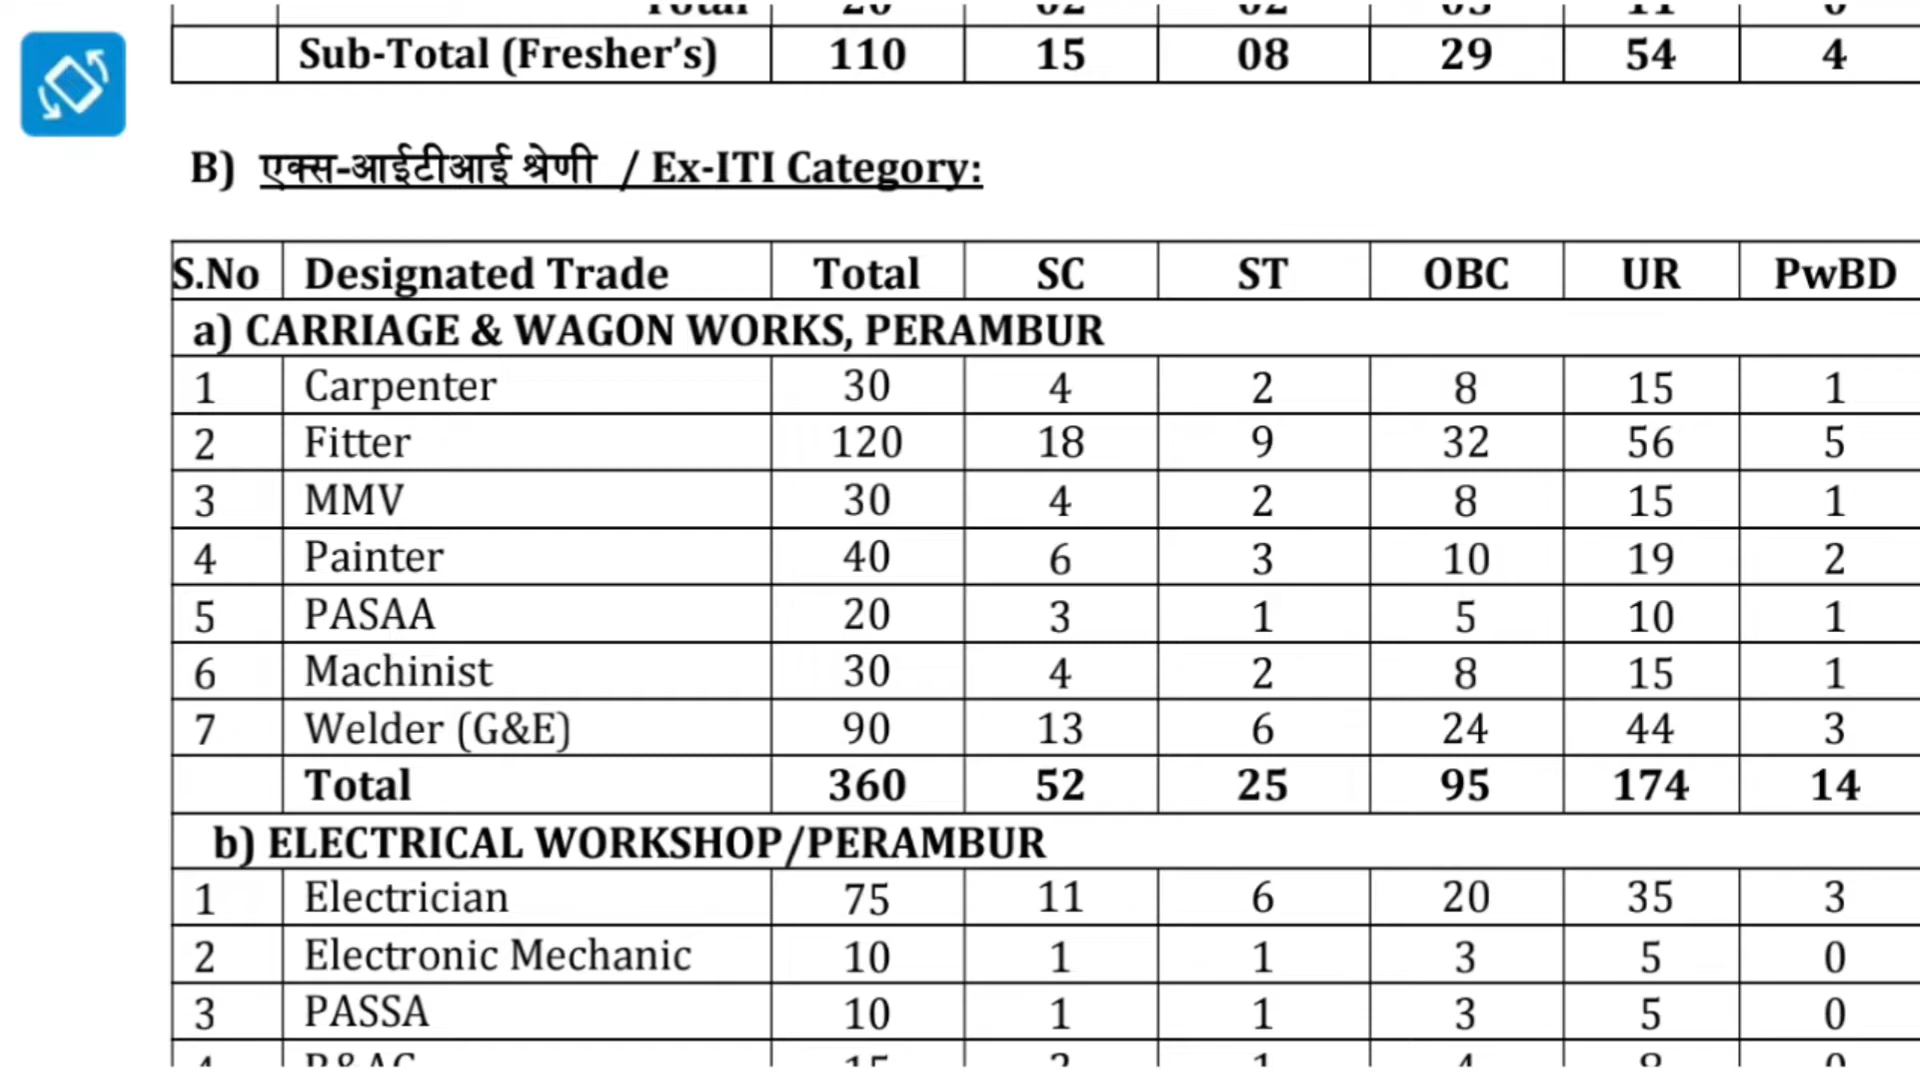 Sub-Total (Fresher's) 110 15 08 29 54 4
B) एक्स-आईटीआई श्रेणी / Ex-ITI Category:
S.No Designated Trade Total SC ST OBC UR PwBD
a) CARRIAGE & WAGON WORKS, PERAMBUR
1 Carpenter 30 4 2 8 15 1
2 Fitter 120 18 9 32 56 5
3 MMV 30 4 2 8 15 1
4 Painter 40 6 3 10 19 2
5 PASAA 20 3 1 5 10 1
6 Machinist 30 4 2 8 15 1
7 Welder (G&E) 90 13 6 24 44 3
Total 360 52 25 95 174 14
b) ELECTRICAL WORKSHOP/PERAMBUR
1 Electrician 75 11 6 20 35 3
2 Electronic Mechanic 10 1 1 3 5 0
3 PASSA 10 1 1 3 5 0